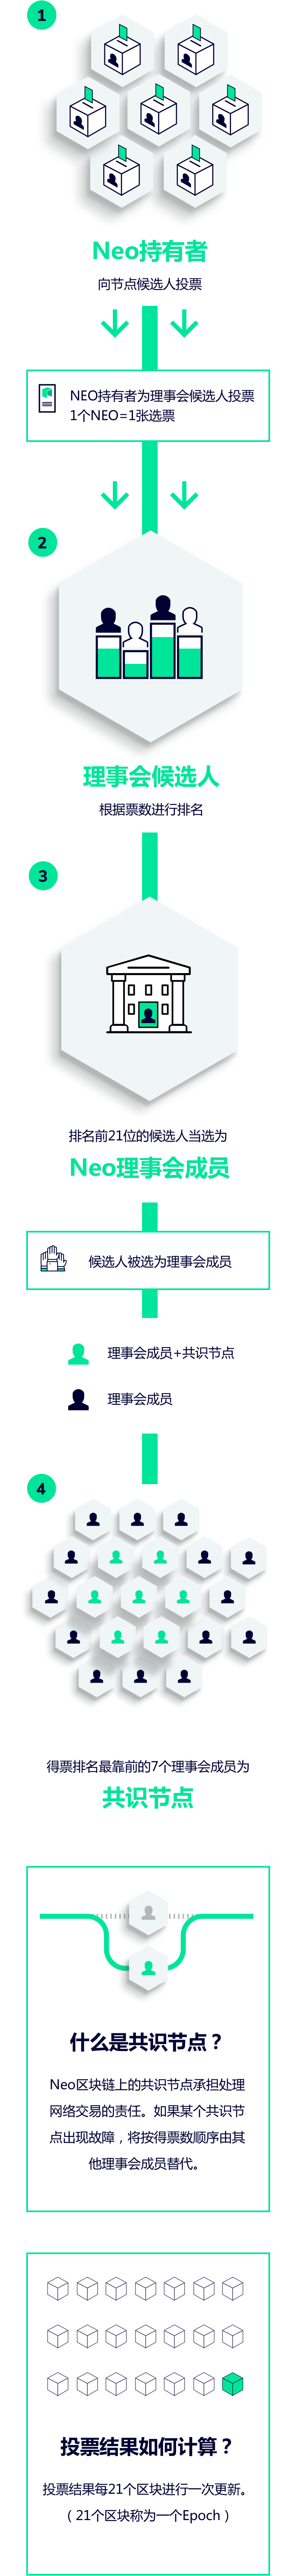 1
Neo持有者
向节点候选人投票
NEO持有者为理事会候选人投票
1个NEO=1张选票
2
理事会候选人
根据票数进行排名
3
排名前21位的候选人当选为
Neo理事会成员
候选人被选为理事会成员
理事会成员+共识节点
理事会成员
4
得票排名最靠前的7个理事会成员为
共识节点
什么是共识节点？
Neo区块链上的共识节点承担处理
网络交易的责任。如果某个共识节
点出现故障，将按得票数顺序由其
他理事会成员替代。
投票结果如何计算？
投票结果每21个区块进行一次更新。
（21个区块称为一个Epoch）